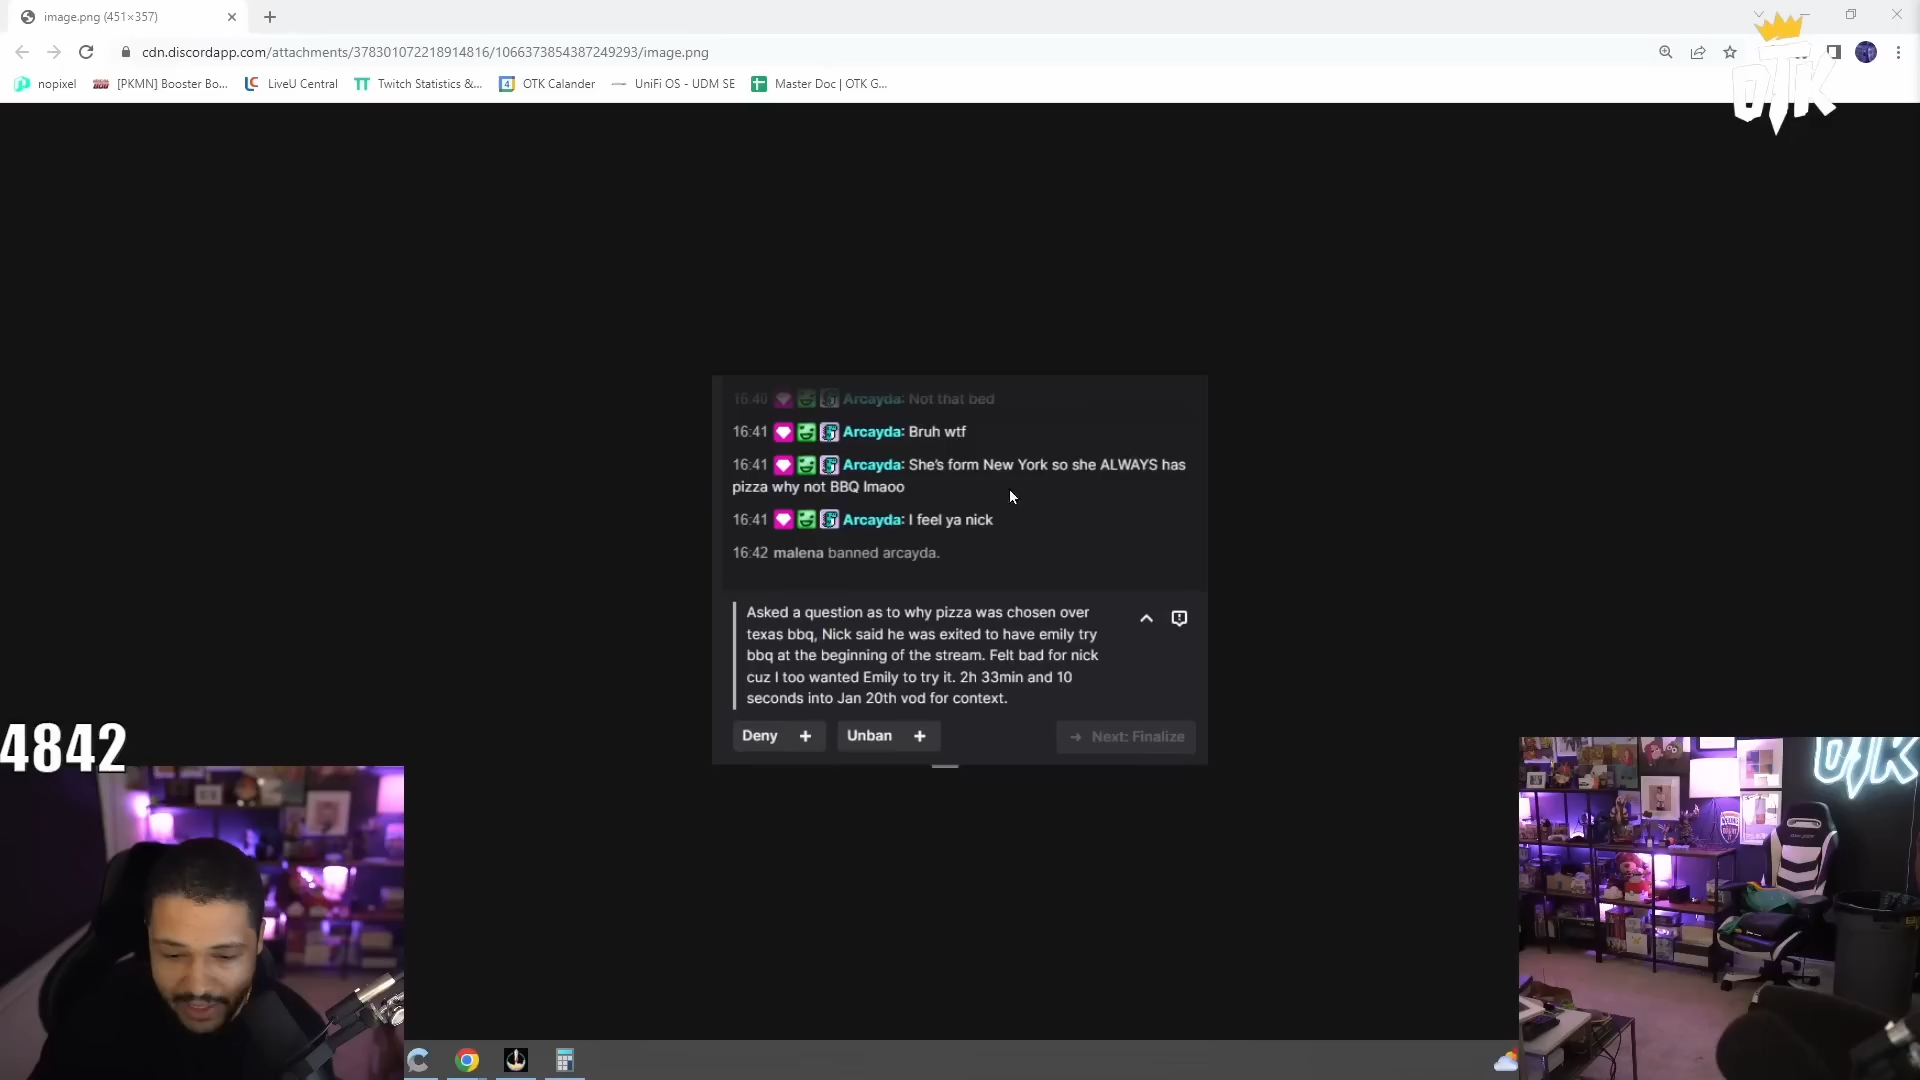 image.png (451×357)
cdn.discordapp.com/attachments/378301072218914816/1066373854387249293/image.png
nopixel
[PKMN] Booster Bo...
LiveU Central
Twitch Statistics &...
OTK Calander
UniFi OS - UDM SE
Master Doc | OTK G...
OTK
16:40 Arcayda: Not that bed
16:41 Arcayda: Bruh wtf
16:41 Arcayda: She's form New York so she ALWAYS has
pizza why not BBQ lmaoo
16:41 Arcayda: I feel ya nick
16:42 malena banned arcayda.
Asked a question as to why pizza was chosen over
texas bbq, Nick said he was exited to have emily try
bbq at the beginning of the stream. Felt bad for nick
cuz I too wanted Emily to try it. 2h 33min and 10
seconds into Jan 20th vod for context.
Deny + Unban + → Next: Finalize
4842
OTK